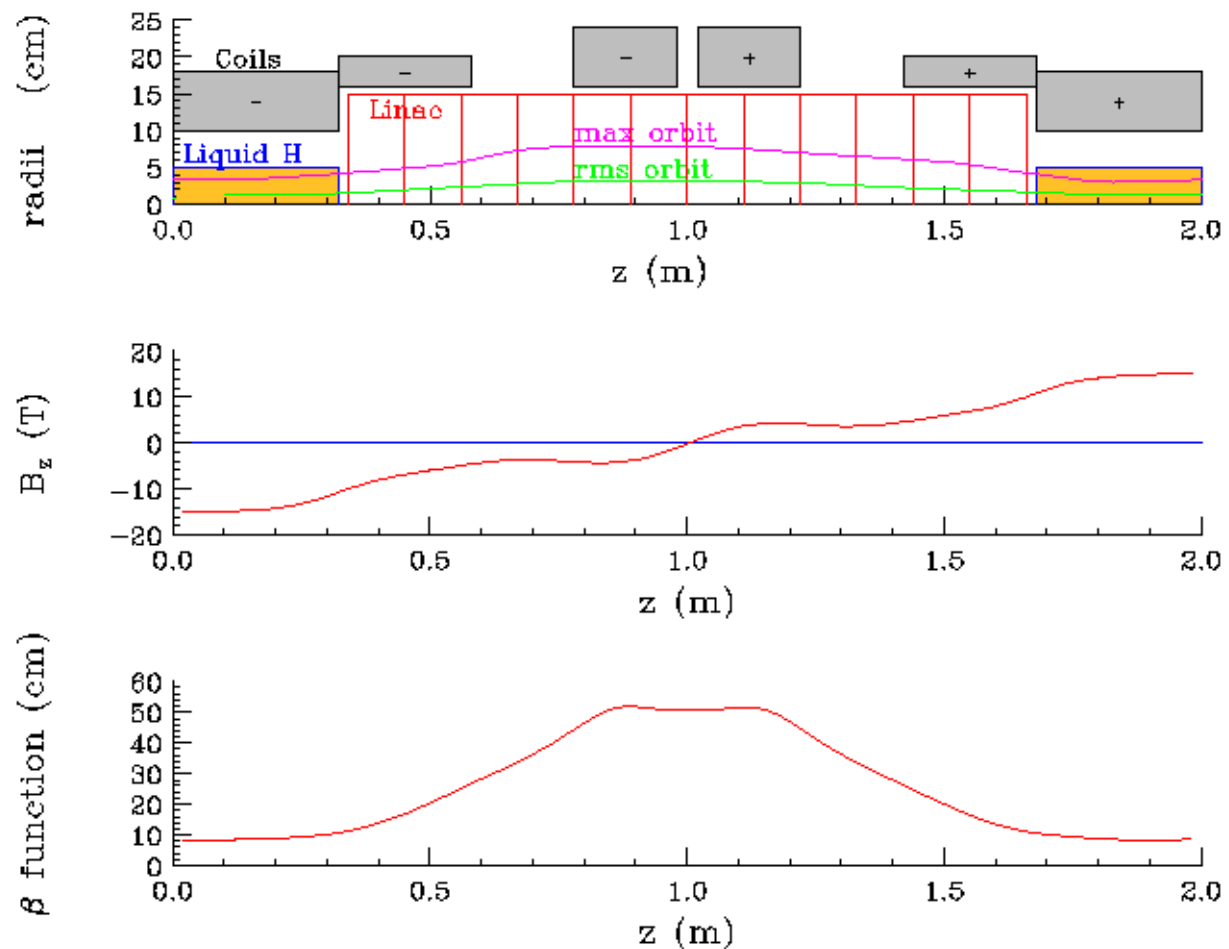 radii (cm)
25
20
15
10
5
0
Coils
-
-
-
+
+
+
Linac
Liquid H
max orbit
rms orbit
0.0 0.5 1.0 1.5 2.0
z (m)
B_z (T)
20
10
0
-10
-20
0.0 0.5 1.0 1.5 2.0
z (m)
β function (cm)
60
50
40
30
20
10
0
0.0 0.5 1.0 1.5 2.0
z (m)